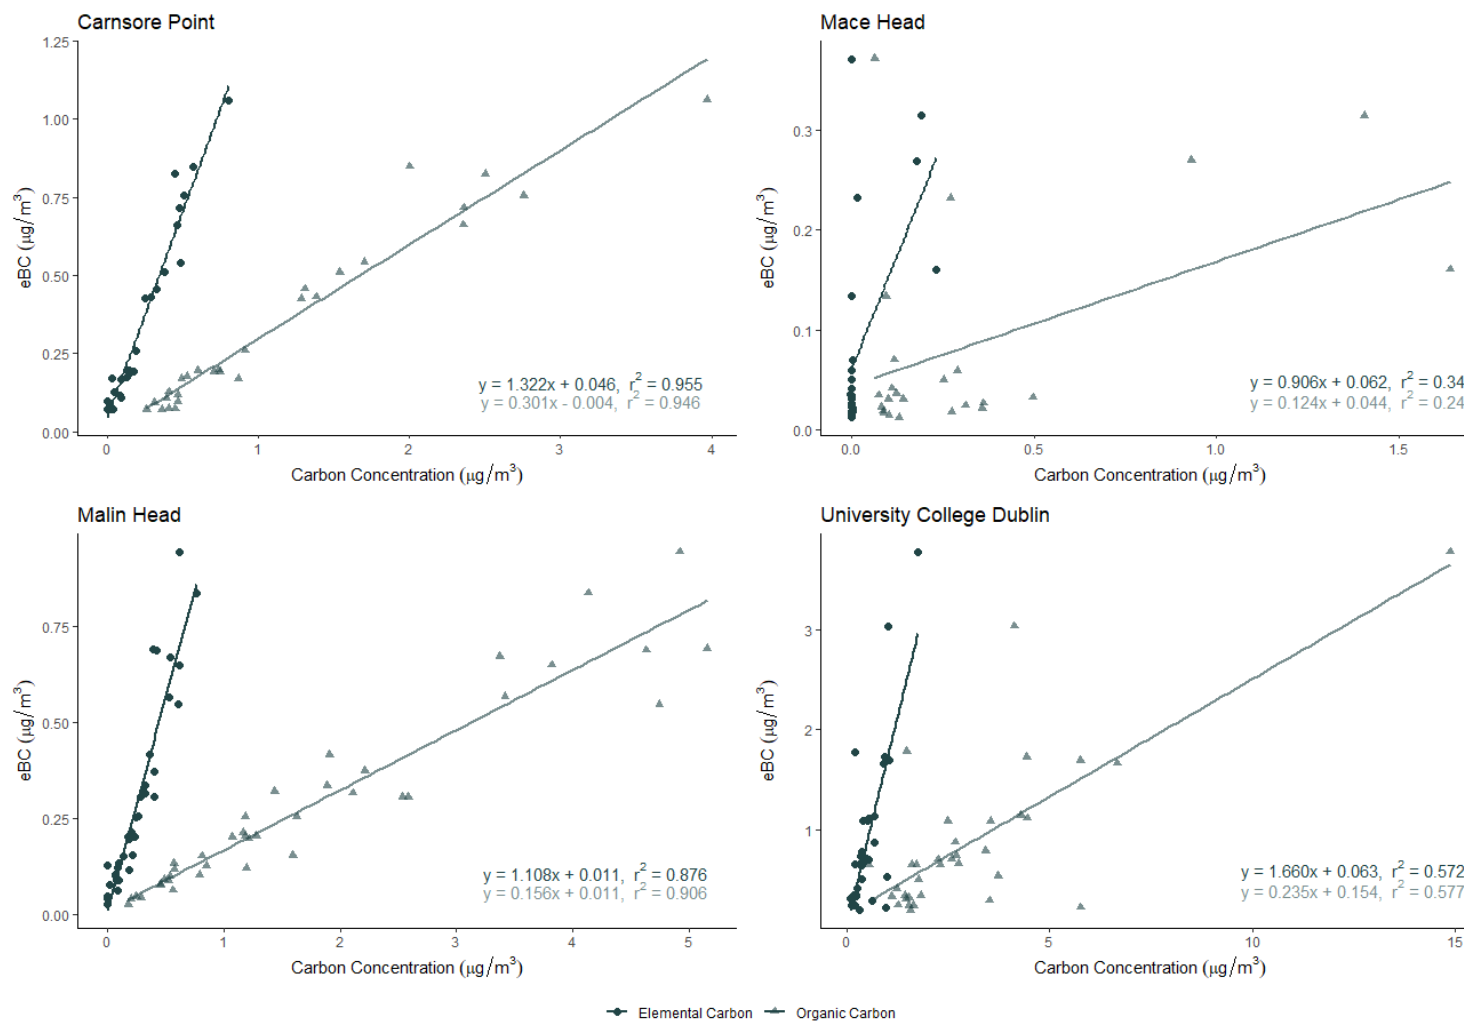 Carnsore Point
1.25
1.00
0.75
0.50
0.25
0.00
eBC (μg/m³)
y = 1.322x + 0.046, r² = 0.955
y = 0.301x - 0.004, r² = 0.946
0 1 2 3 4
Carbon Concentration (μg/m³)
Mace Head
0.3
0.2
0.1
0.0
eBC (μg/m³)
y = 0.906x + 0.062, r² = 0.34
y = 0.124x + 0.044, r² = 0.24
0.0 0.5 1.0 1.5
Carbon Concentration (μg/m³)
Malin Head
0.75
0.50
0.25
0.00
eBC (μg/m³)
y = 1.108x + 0.011, r² = 0.876
y = 0.156x + 0.011, r² = 0.906
0 1 2 3 4 5
Carbon Concentration (μg/m³)
University College Dublin
3
2
1
eBC (μg/m³)
y = 1.660x + 0.063, r² = 0.572
y = 0.235x + 0.154, r² = 0.577
0 5 10 15
Carbon Concentration (μg/m³)
Elemental Carbon Organic Carbon